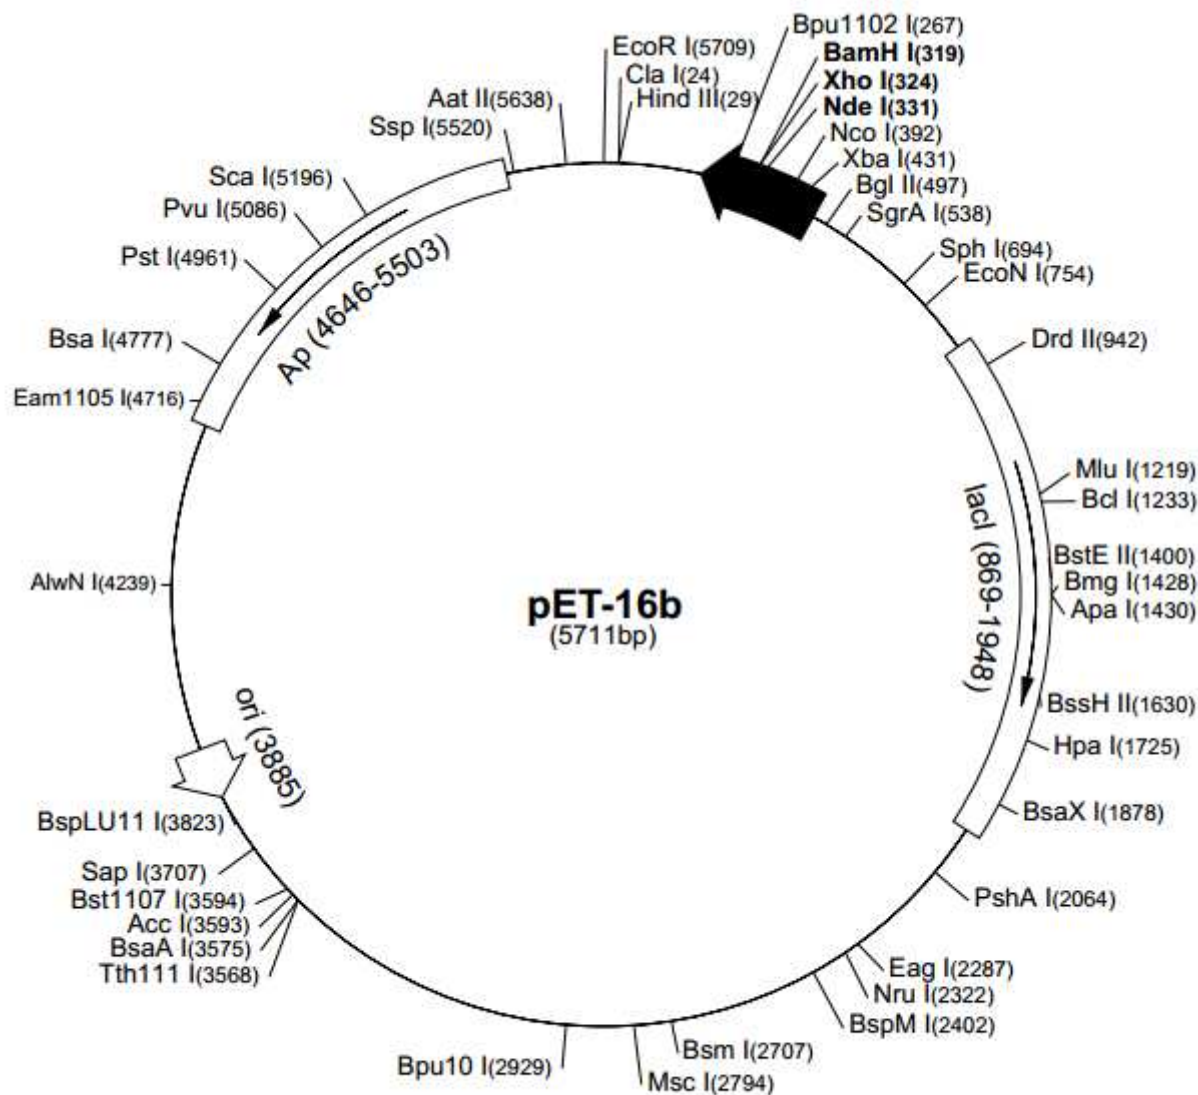 Bpu1102 I(267)
BamH I(319)
Xho I(324)
Nde I(331)
Nco I(392)
Xba I(431)
Bgl II(497)
SgrA I(538)
Sph I(694)
EcoN I(754)
Drd II(942)
Mlu I(1219)
Bcl I(1233)
BstE II(1400)
Bmg I(1428)
Apa I(1430)
BssH II(1630)
Hpa I(1725)
BsaX I(1878)
PshA I(2064)
Eag I(2287)
Nru I(2322)
BspM I(2402)
Bsm I(2707)
Msc I(2794)
Bpu10 I(2929)
Tth111 I(3568)
BsaA I(3575)
Acc I(3593)
Bst1107 I(3594)
Sap I(3707)
BspLU11 I(3823)
AlwN I(4239)
Eam1105 I(4716)
Bsa I(4777)
Pst I(4961)
Pvu I(5086)
Sca I(5196)
Ssp I(5520)
Aat II(5638)
EcoR I(5709)
Cla I(24)
Hind III(29)
Ap (4646-5503)
lacI (869-1948)
ori (3885)
pET-16b
(5711bp)